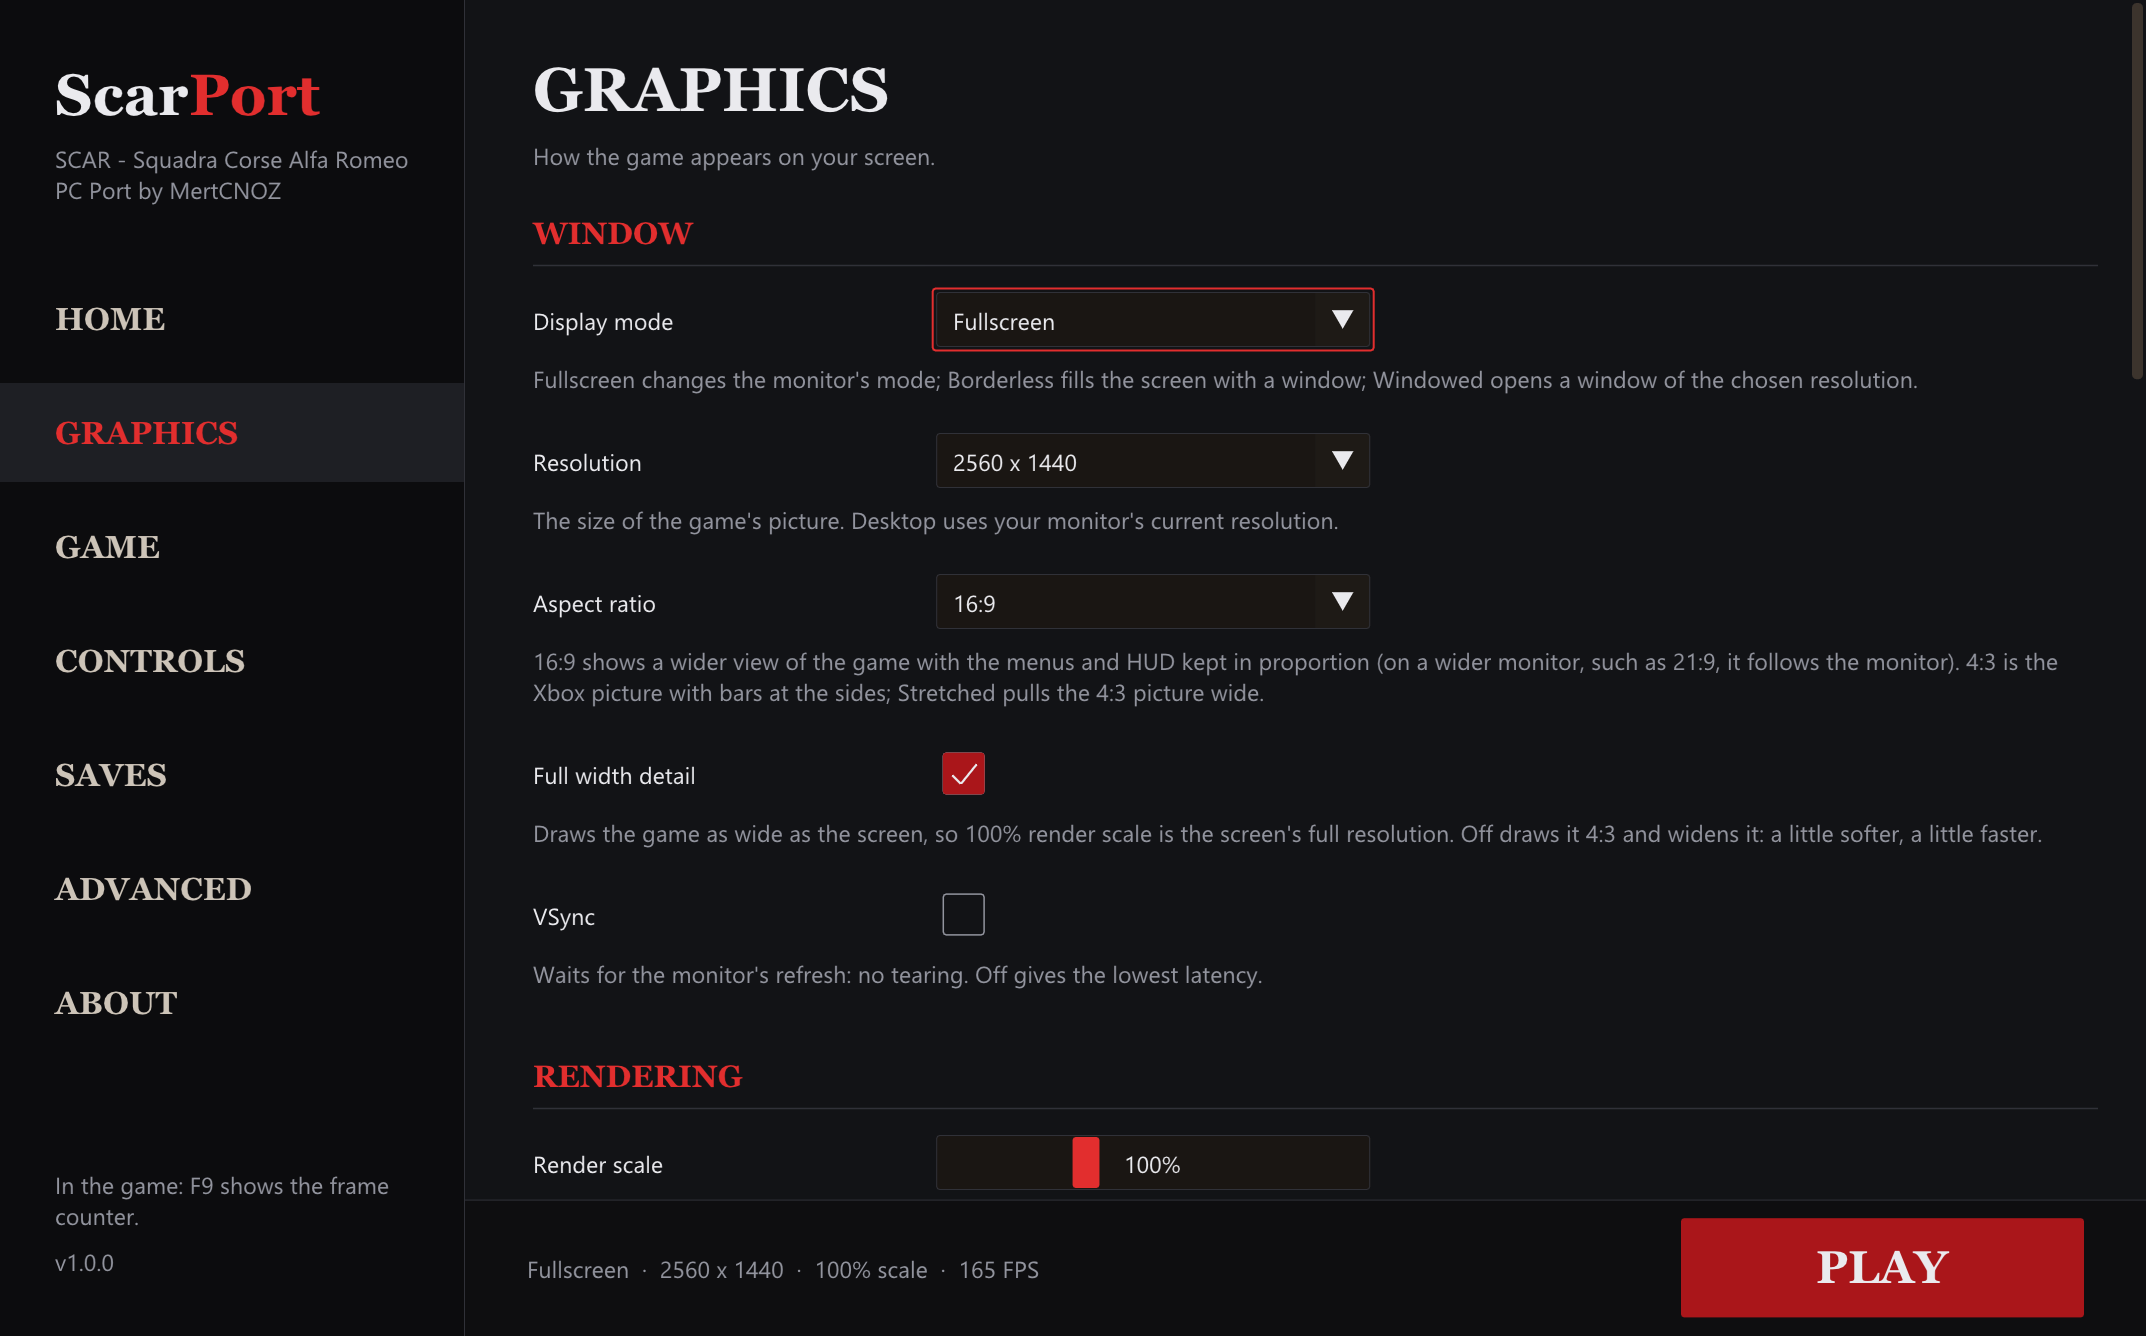 ScarPort
SCAR - Squadra Corse Alfa Romeo
PC Port by MertCNOZ
HOME
GRAPHICS
GAME
CONTROLS
SAVES
ADVANCED
ABOUT
In the game: F9 shows the frame
counter.
v1.0.0
GRAPHICS
How the game appears on your screen.
WINDOW
Display mode
Fullscreen
Fullscreen changes the monitor's mode; Borderless fills the screen with a window; Windowed opens a window of the chosen resolution.
Resolution
2560 x 1440
The size of the game's picture. Desktop uses your monitor's current resolution.
Aspect ratio
16:9
16:9 shows a wider view of the game with the menus and HUD kept in proportion (on a wider monitor, such as 21:9, it follows the monitor). 4:3 is the
Xbox picture with bars at the sides; Stretched pulls the 4:3 picture wide.
Full width detail
Draws the game as wide as the screen, so 100% render scale is the screen's full resolution. Off draws it 4:3 and widens it: a little softer, a little faster.
VSync
Waits for the monitor's refresh: no tearing. Off gives the lowest latency.
RENDERING
Render scale
100%
Fullscreen · 2560 x 1440 · 100% scale · 165 FPS
PLAY